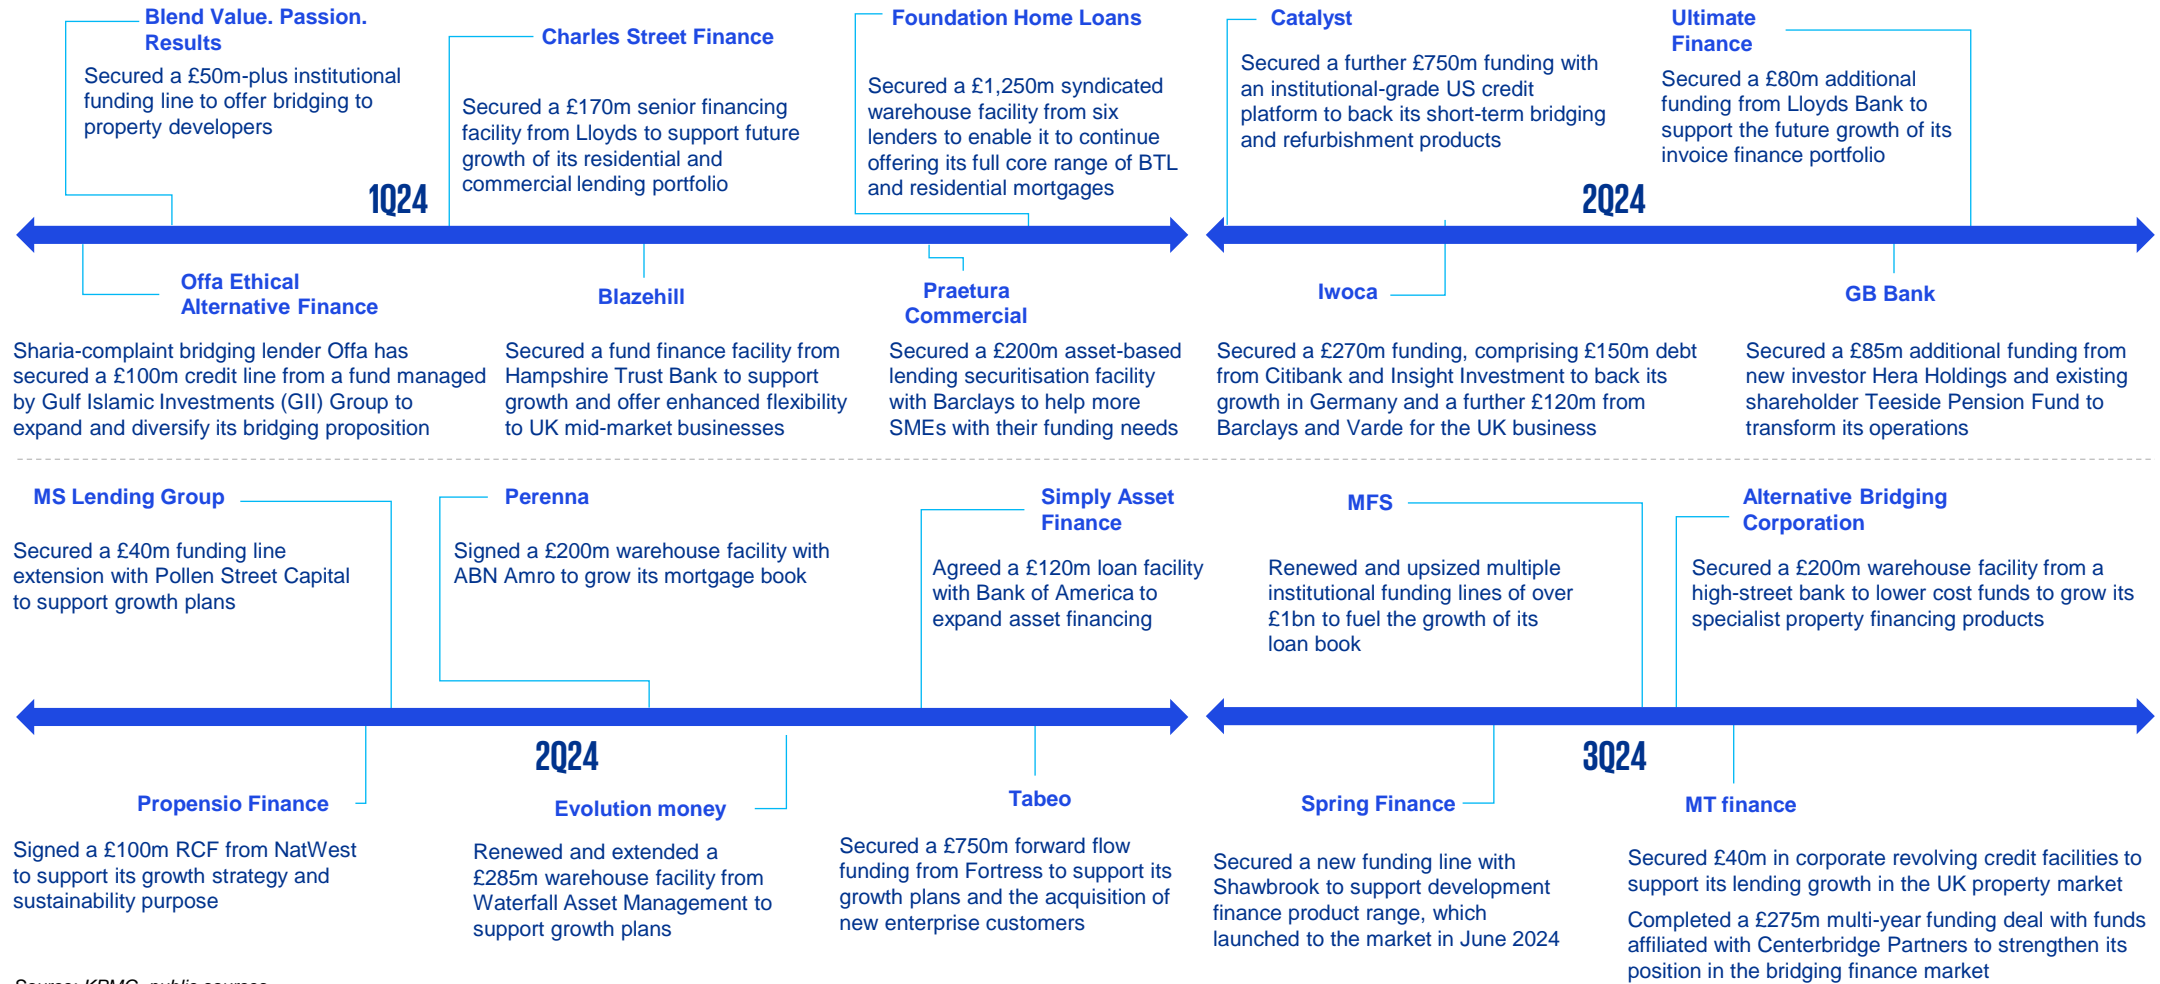 Blend Value. Passion.
Results
Secured a £50m-plus institutional
funding line to offer bridging to
property developers
Charles Street Finance
Secured a £170m senior financing
facility from Lloyds to support future
growth of its residential and
commercial lending portfolio
Foundation Home Loans
Secured a £1,250m syndicated
warehouse facility from six
lenders to enable it to continue
offering its full core range of BTL
and residential mortgages
Catalyst
Secured a further £750m funding with
an institutional-grade US credit
platform to back its short-term bridging
and refurbishment products
Ultimate
Finance
Secured a £80m additional
funding from Lloyds Bank to
support the future growth of its
invoice finance portfolio
1Q24
2Q24
Offa Ethical
Alternative Finance
Sharia-complaint bridging lender Offa has
secured a £100m credit line from a fund managed
by Gulf Islamic Investments (GII) Group to
expand and diversify its bridging proposition
Blazehill
Secured a fund finance facility from
Hampshire Trust Bank to support
growth and offer enhanced flexibility
to UK mid-market businesses
Praetura
Commercial
Secured a £200m asset-based
lending securitisation facility
with Barclays to help more
SMEs with their funding needs
Iwoca
Secured a £270m funding, comprising £150m debt
from Citibank and Insight Investment to back its
growth in Germany and a further £120m from
Barclays and Varde for the UK business
GB Bank
Secured a £85m additional funding from
new investor Hera Holdings and existing
shareholder Teeside Pension Fund to
transform its operations
MS Lending Group
Secured a £40m funding line
extension with Pollen Street Capital
to support growth plans
Perenna
Signed a £200m warehouse facility with
ABN Amro to grow its mortgage book
Simply Asset
Finance
Agreed a £120m loan facility
with Bank of America to
expand asset financing
MFS
Renewed and upsized multiple
institutional funding lines of over
£1bn to fuel the growth of its
loan book
Alternative Bridging
Corporation
Secured a £200m warehouse facility from a
high-street bank to lower cost funds to grow its
specialist property financing products
2Q24
3Q24
Propensio Finance
Signed a £100m RCF from NatWest
to support its growth strategy and
sustainability purpose
Evolution money
Renewed and extended a
£285m warehouse facility from
Waterfall Asset Management to
support growth plans
Tabeo
Secured a £750m forward flow
funding from Fortress to support its
growth plans and the acquisition of
new enterprise customers
Spring Finance
Secured a new funding line with
Shawbrook to support development
finance product range, which
launched to the market in June 2024
MT finance
Secured £40m in corporate revolving credit facilities to
support its lending growth in the UK property market
Completed a £275m multi-year funding deal with funds
affiliated with Centerbridge Partners to strengthen its
position in the bridging finance market
Source: KPMG, public sources